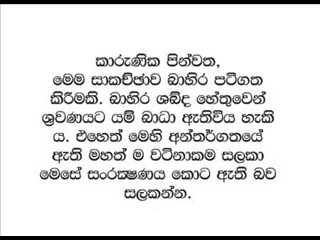 කාරුණික පින්වත,
මෙම සාකච්ඡාව බාහිර පටිගත
කිරීමකි. බාහිර ශබ්ද හේතුවෙන්
ශ්‍රවණයට යම් බාධා ඇතිවිය හැකි
ය. එහෙත් මෙහි අන්තර්ගතයේ
ඇති මහත් ම වටිනාකම සලකා
මෙසේ සංරක්‍ෂණය කොට ඇති බව
සලකන්න.